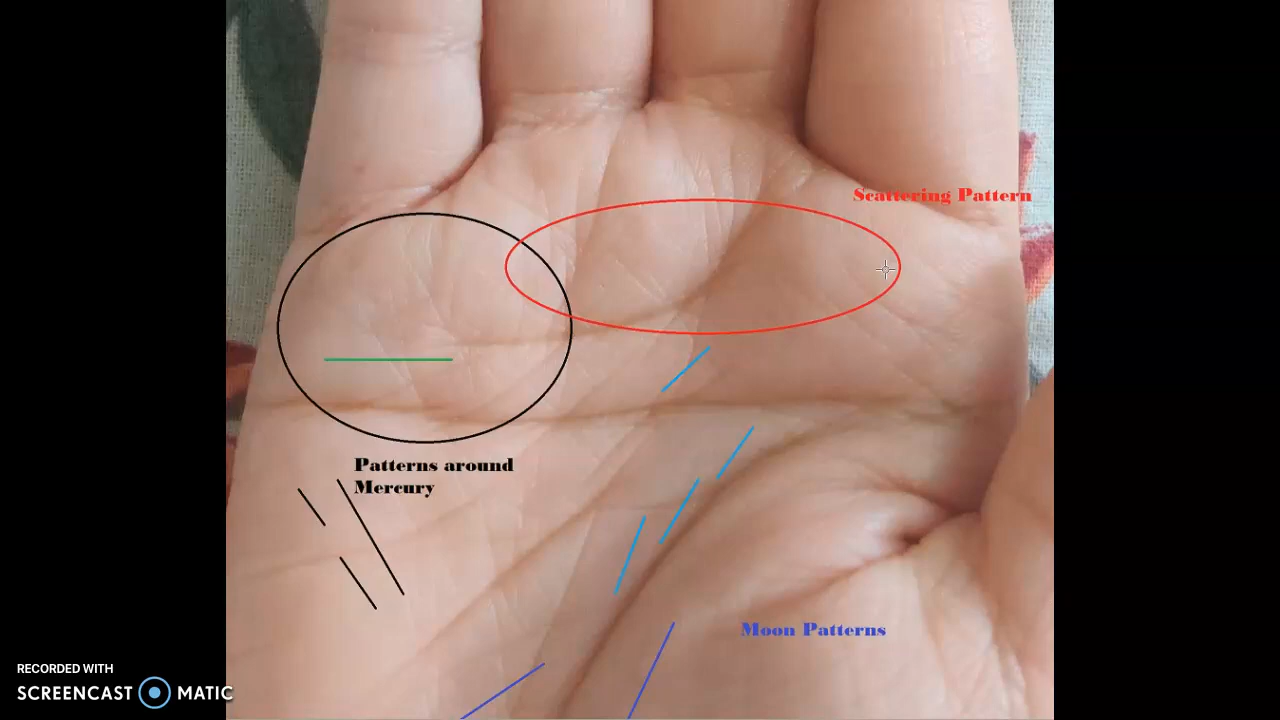 Scattering Pattern
Patterns around
Mercury
Moon Patterns
RECORDED WITH
SCREENCAST MATIC